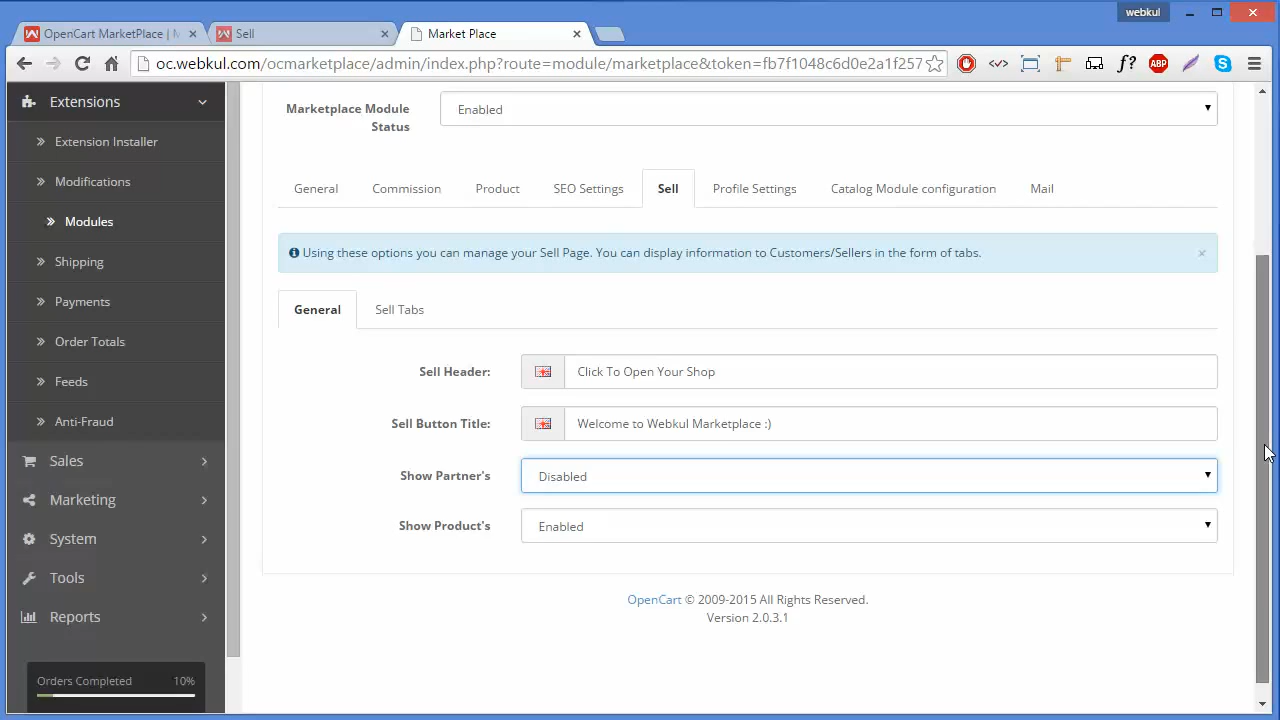 webkul
OpenCart MarketPlace | M
Sell
Market Place
oc.webkul.com/ocmarketplace/admin/index.php?route=module/marketplace&token=fb7f1048c6d0e2a1f257
f?
ABP
Extensions
Extension Installer
Modifications
Modules
Shipping
Payments
Order Totals
Feeds
Anti-Fraud
Sales
Marketing
System
Tools
Reports
Orders Completed 10%
Marketplace Module
Status
Enabled
General Commission Product SEO Settings Sell Profile Settings Catalog Module configuration Mail
Using these options you can manage your Sell Page. You can display information to Customers/Sellers in the form of tabs. ×
General Sell Tabs
Sell Header: Click To Open Your Shop
Sell Button Title: Welcome to Webkul Marketplace :)
Show Partner's Disabled
Show Product's Enabled
OpenCart © 2009-2015 All Rights Reserved.
Version 2.0.3.1